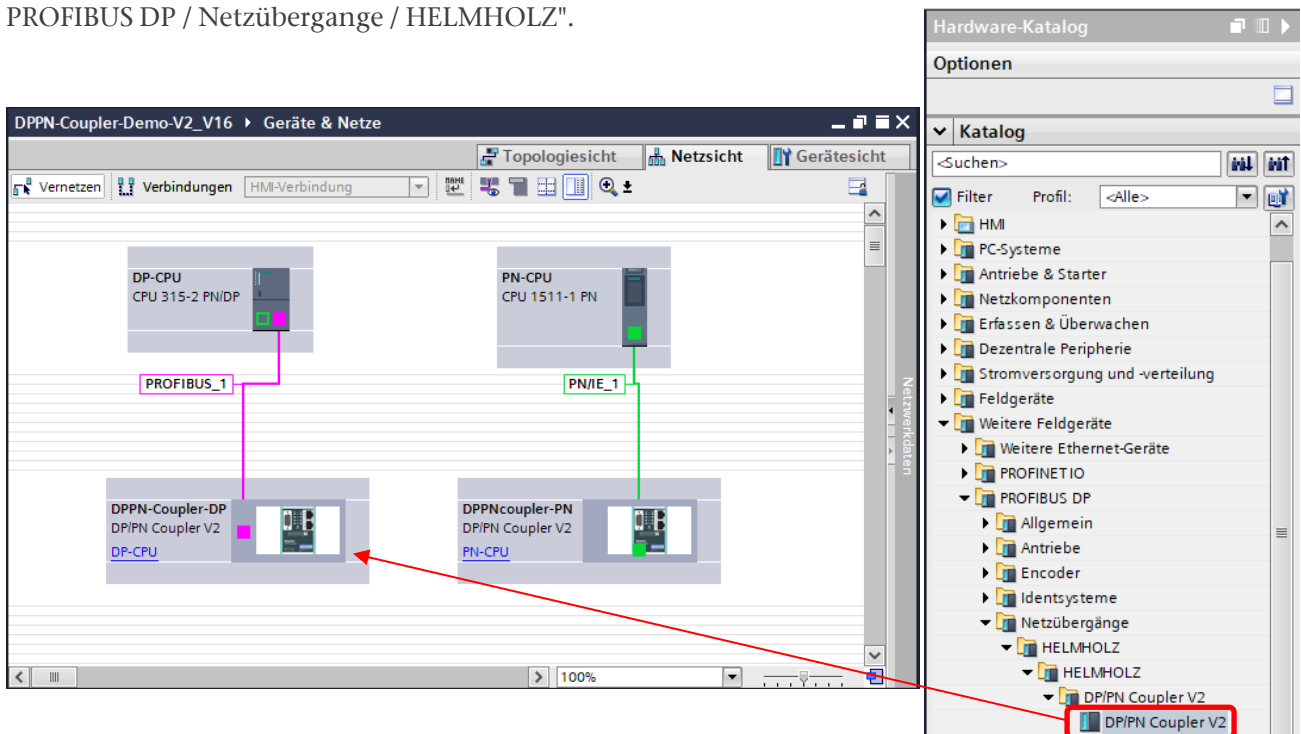 PROFIBUS DP / Netzübergange / HELMHOLZ".
DPPN-Coupler-Demo-V2_V16 Geräte & Netze
Topologiesicht Netzsicht Gerätesicht
Vernetzen Verbindungen HMI-Verbindung
DP-CPU
CPU 315-2 PN/DP
PN-CPU
CPU 1511-1 PN
PROFIBUS_1
PN/IE_1
DPPN-Coupler-DP
DP/PN Coupler V2
DP-CPU
DPPNcoupler-PN
DP/PN Coupler V2
PN-CPU
100%
Netzwerkdaten
Hardware-Katalog
Optionen
Katalog
<Suchen>
Filter Profil: <Alle>
HMI
PC-Systeme
Antriebe & Starter
Netzkomponenten
Erfassen & Überwachen
Dezentrale Peripherie
Stromversorgung und -verteilung
Feldgeräte
Weitere Feldgeräte
Weitere Ethernet-Geräte
PROFINET IO
PROFIBUS DP
Allgemein
Antriebe
Encoder
Identsysteme
Netzübergänge
HELMHOLZ
HELMHOLZ
DP/PN Coupler V2
DP/PN Coupler V2